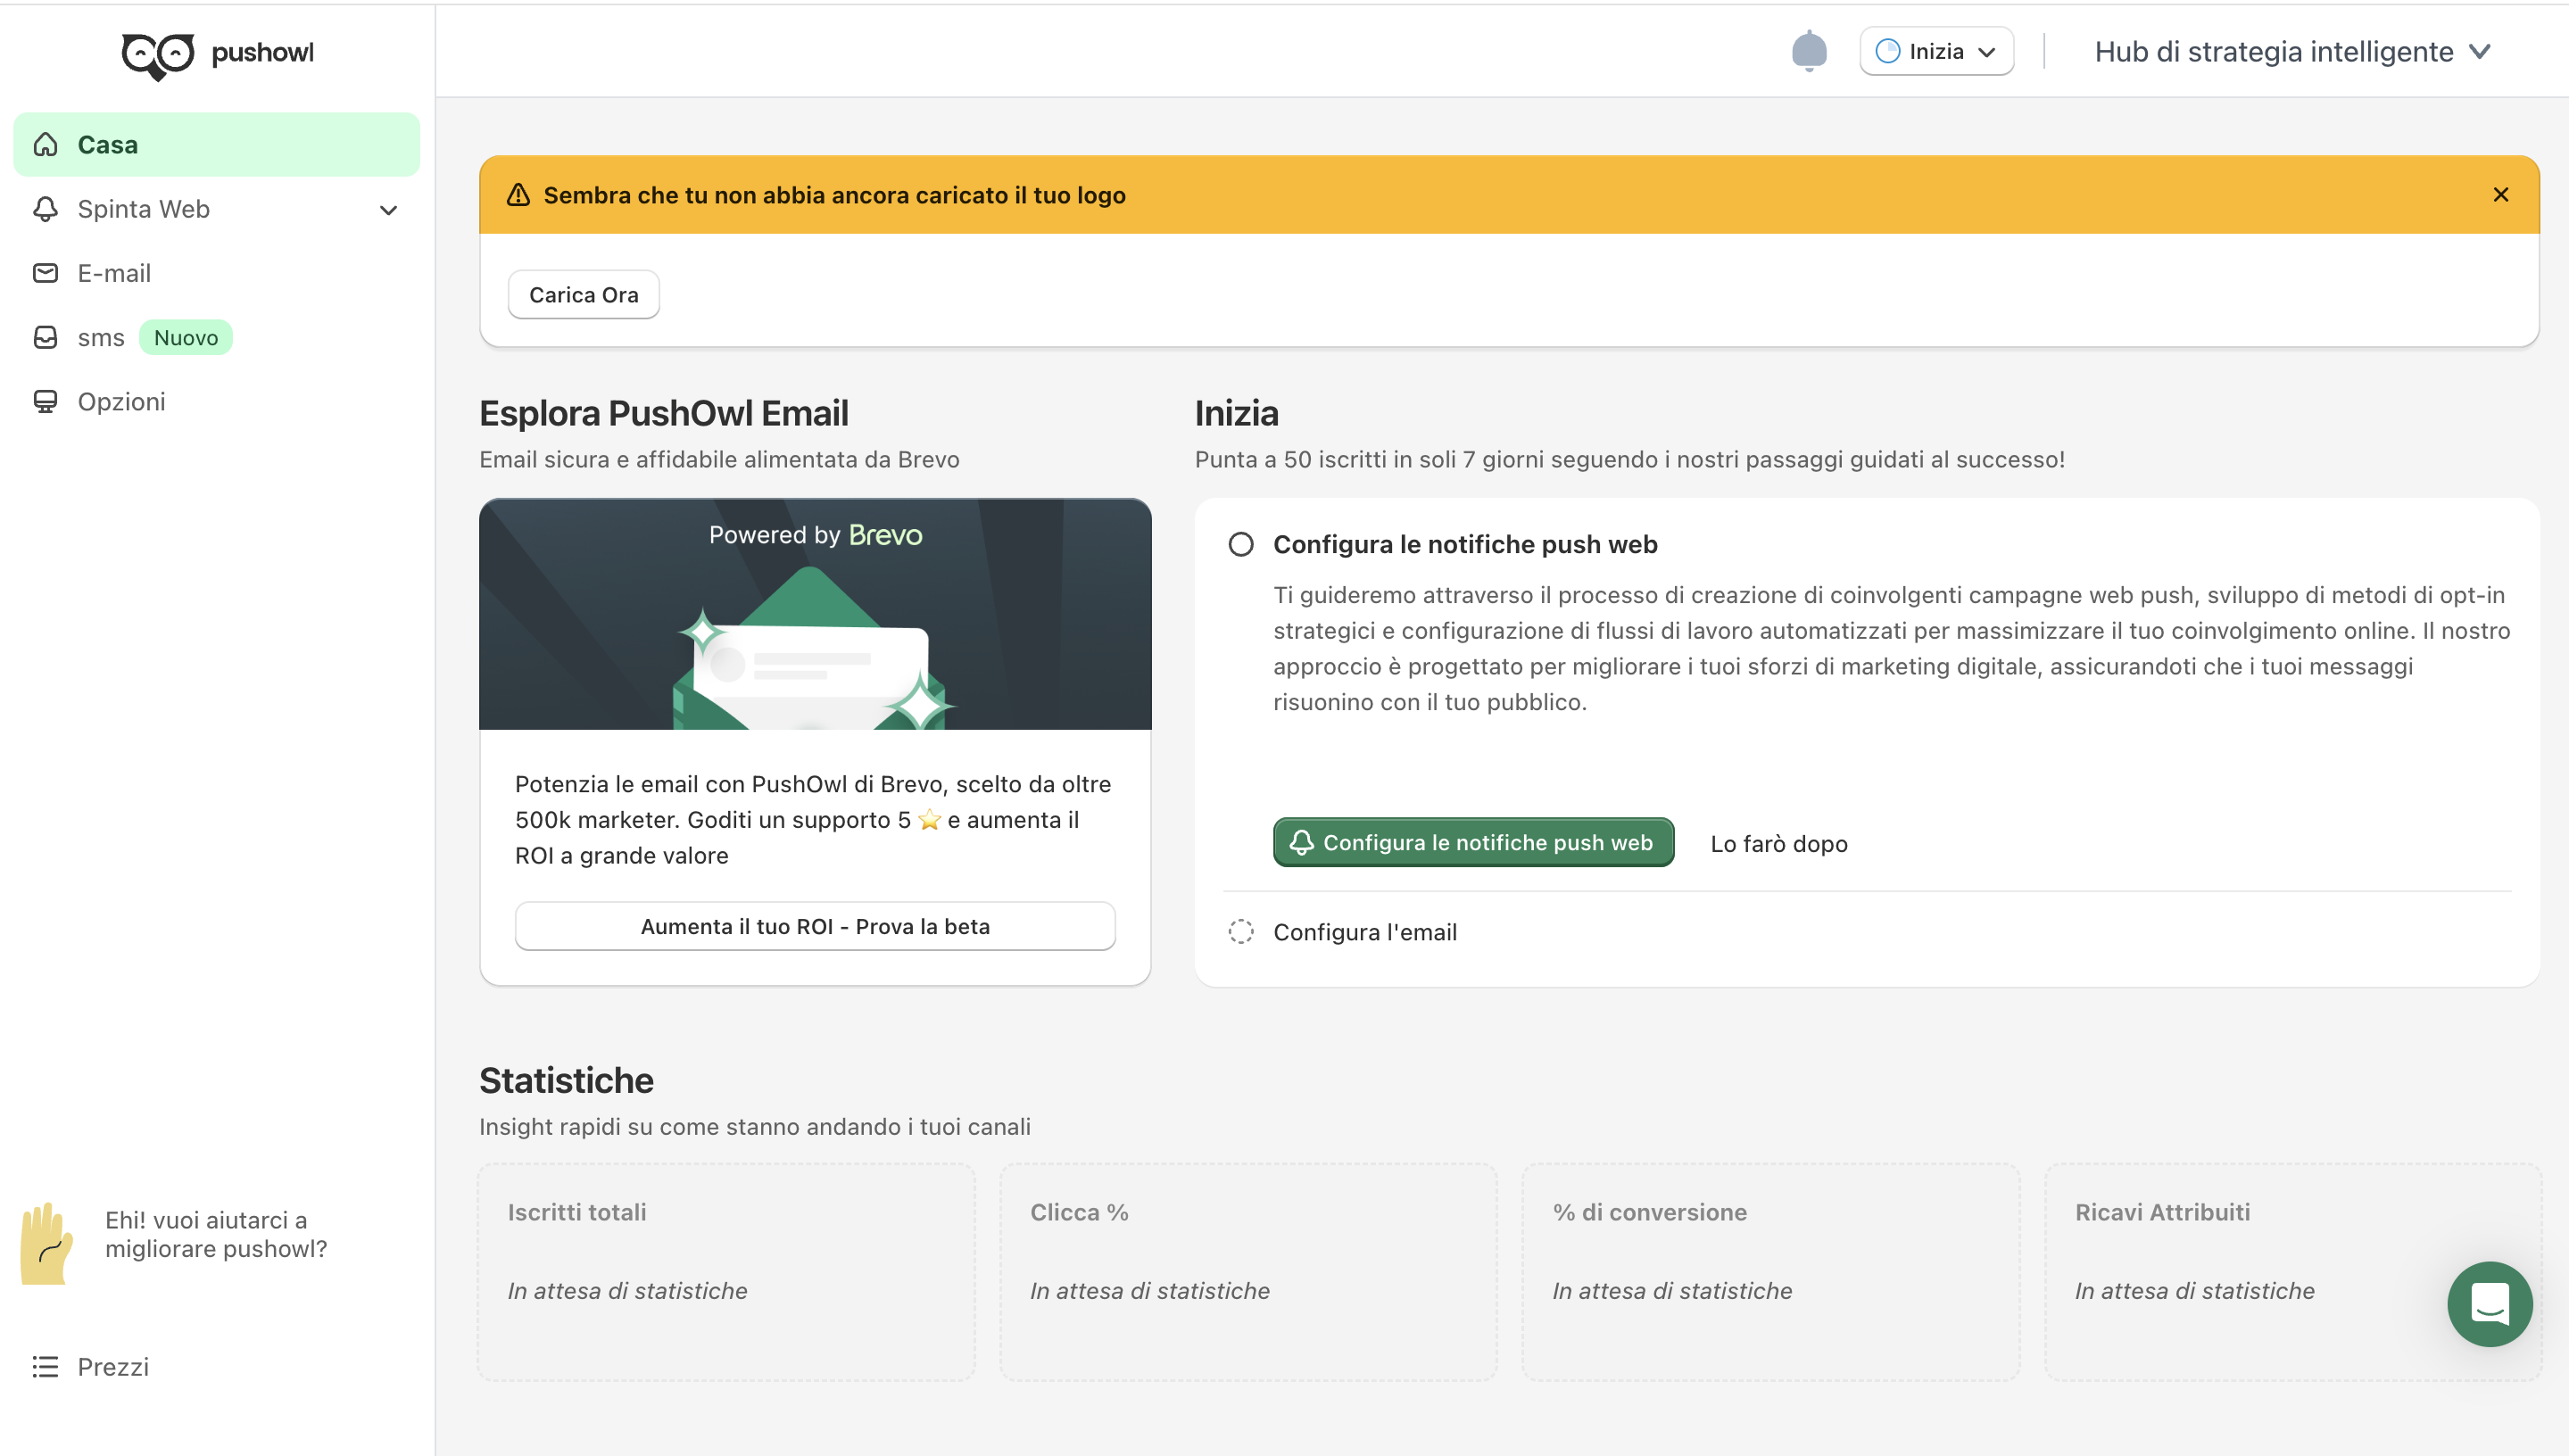 pushowl
Inizia
Hub di strategia intelligente
Casa
Spinta Web
E-mail
sms Nuovo
Opzioni
Sembra che tu non abbia ancora caricato il tuo logo
Carica Ora
Esplora PushOwl Email
Email sicura e affidabile alimentata da Brevo
Powered by Brevo
Potenzia le email con PushOwl di Brevo, scelto da oltre
500k marketer. Goditi un supporto 5 ⭐ e aumenta il
ROI a grande valore
Aumenta il tuo ROI - Prova la beta
Inizia
Punta a 50 iscritti in soli 7 giorni seguendo i nostri passaggi guidati al successo!
Configura le notifiche push web
Ti guideremo attraverso il processo di creazione di coinvolgenti campagne web push, sviluppo di metodi di opt-in
strategici e configurazione di flussi di lavoro automatizzati per massimizzare il tuo coinvolgimento online. Il nostro
approccio è progettato per migliorare i tuoi sforzi di marketing digitale, assicurandoti che i tuoi messaggi
risuonino con il tuo pubblico.
Configura le notifiche push web
Lo farò dopo
Configura l'email
Statistiche
Insight rapidi su come stanno andando i tuoi canali
Iscritti totali
In attesa di statistiche
Clicca %
In attesa di statistiche
% di conversione
In attesa di statistiche
Ricavi Attribuiti
In attesa di statistiche
Ehi! vuoi aiutarci a
migliorare pushowl?
Prezzi